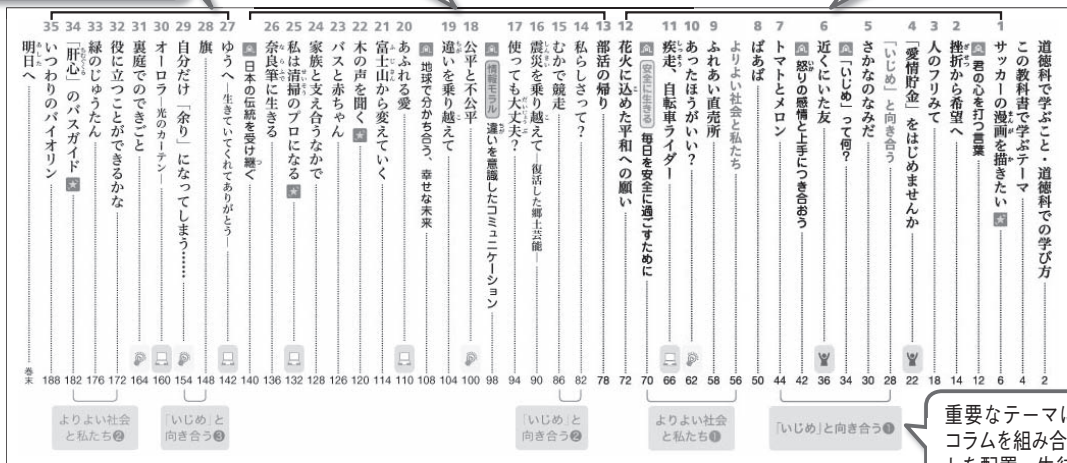 道徳科で学ぶこと・道徳科での学び方 2
この教科書で学ぶテーマ 4
1 サッカーの漫画を描きたい ★ 6
君の心を打つ言葉 12
2 挫折から希望へ 14
3 人のフリみて 18
4 「愛情貯金」をはじめませんか 22
「いじめ」と向き合う 28
5 さかなのなみだ 30
「いじめ」って何? 34
6 近くにいた友 36
怒りの感情と上手につき合おう 42
7 トマトとメロン 44
8 ばあば 50
よりよい社会と私たち 56
9 ふれあい直売所 58
10 あったほうがいい? 62
11 疾走、自転車ライダー 66
安全に生きる 毎日を安全に過ごすために 70
12 花火に込めた平和への願い 72
13 部活の帰り 78
14 私らしさって? 82
15 むかで競走 86
16 震災を乗り越えて ―復活した郷土芸能― 90
17 使っても大丈夫? 94
情報モラル 違いを意識したコミュニケーション 98
18 公平と不公平 100
19 違いを乗り越えて 104
地球で分かち合う、幸せな未来 108
20 あふれる愛 110
21 富士山から変えていく 114
22 木の声を聞く ★ 120
23 バスと赤ちゃん 126
24 家族と支え合うなかで 128
25 私は清掃のプロになる ★ 132
26 奈良筆に生きる 136
日本の伝統を受け継ぐ 140
27 ゆうへ ―生きていてくれてありがとう― 142
28 旗 148
29 自分だけ「余り」になってしまう…… 154
30 オーロラ ―光のカーテン― 160
31 裏庭でのできごと 164
32 役に立つことができるかな 172
33 縁のじゅうたん 176
34 「肝心」のバスガイド ★ 182
35 いつわりのバイオリン 188
明日へ 巻末
「いじめ」と向き合う❶
よりよい社会
と私たち❶
「いじめ」と
向き合う❷
「いじめ」と
向き合う❸
よりよい社会
と私たち❷
重要なテーマに
コラムを組み合